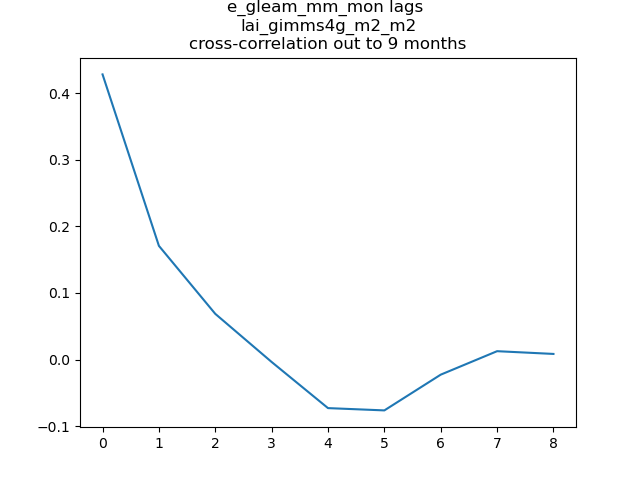 e_gleam_mm_mon lags
lai_gimms4g_m2_m2
cross-correlation out to 9 months
0.4
0.3
0.2
0.1
0.0
−0.1
0 1 2 3 4 5 6 7 8